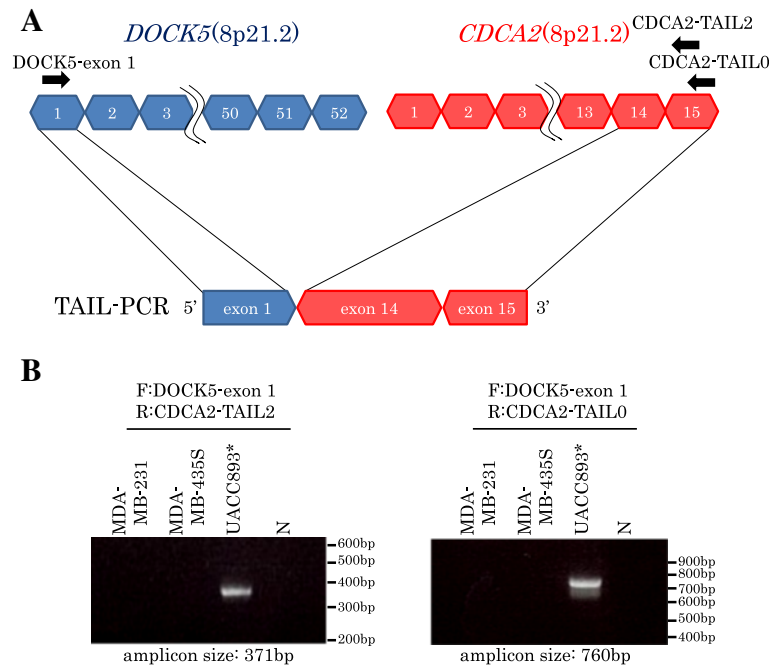 A
DOCK5(8p21.2)
CDCA2(8p21.2)
CDCA2-TAIL2
DOCK5-exon 1
CDCA2-TAIL0
1 2 3 50 51 52
1 2 3 13 14 15
TAIL-PCR 5’ exon 1 exon 14 exon 15 3’
B
F:DOCK5-exon 1
R:CDCA2-TAIL2
MDA-
MB-231
MDA-
MB-435S
UACC893*
N
600bp
500bp
400bp
300bp
200bp
amplicon size: 371bp
F:DOCK5-exon 1
R:CDCA2-TAIL0
MDA-
MB-231
MDA-
MB-435S
UACC893*
N
900bp
800bp
700bp
600bp
500bp
400bp
amplicon size: 760bp